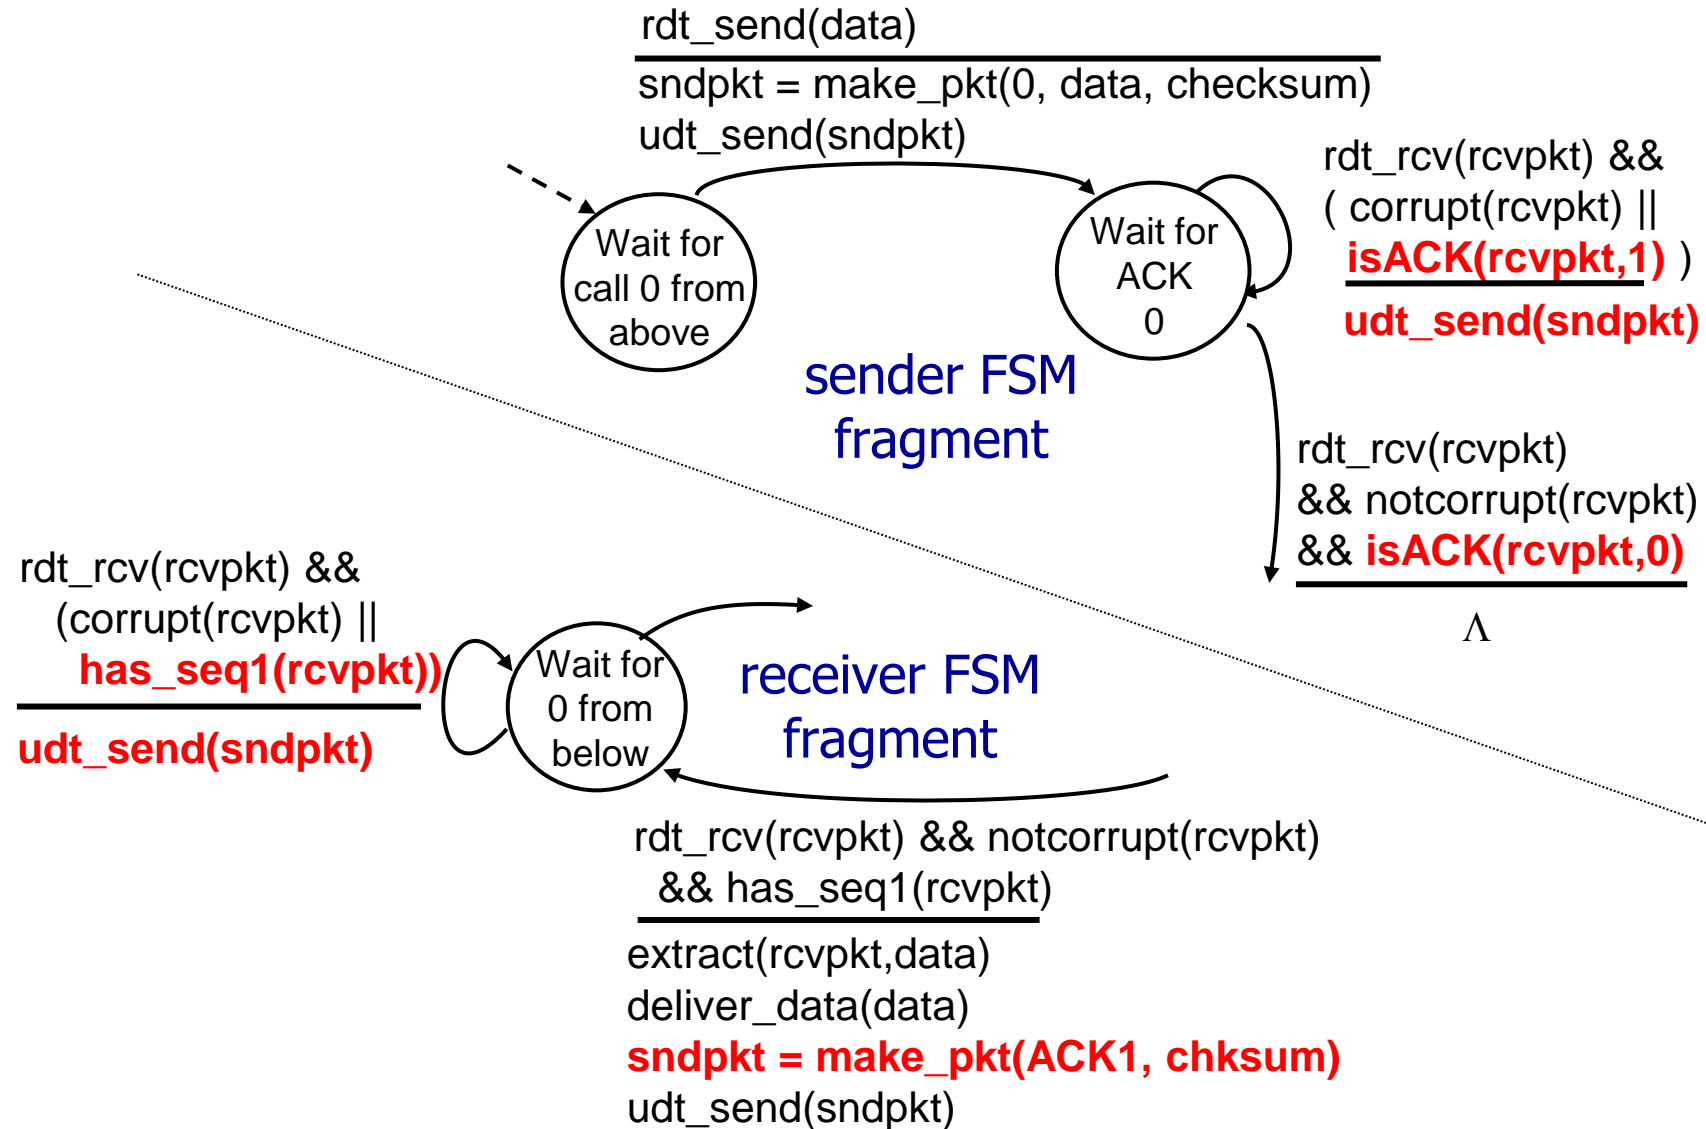 rdt_send(data)
sndpkt = make_pkt(0, data, checksum)
udt_send(sndpkt)
Wait for
call 0 from
above
Wait for
ACK
0
rdt_rcv(rcvpkt) &&
( corrupt(rcvpkt) ||
isACK(rcvpkt,1) )
udt_send(sndpkt)
sender FSM
fragment
rdt_rcv(rcvpkt)
&& notcorrupt(rcvpkt)
&& isACK(rcvpkt,0)
Λ
rdt_rcv(rcvpkt) &&
(corrupt(rcvpkt) ||
has_seq1(rcvpkt))
udt_send(sndpkt)
Wait for
0 from
below
receiver FSM
fragment
rdt_rcv(rcvpkt) && notcorrupt(rcvpkt)
&& has_seq1(rcvpkt)
extract(rcvpkt,data)
deliver_data(data)
sndpkt = make_pkt(ACK1, chksum)
udt_send(sndpkt)